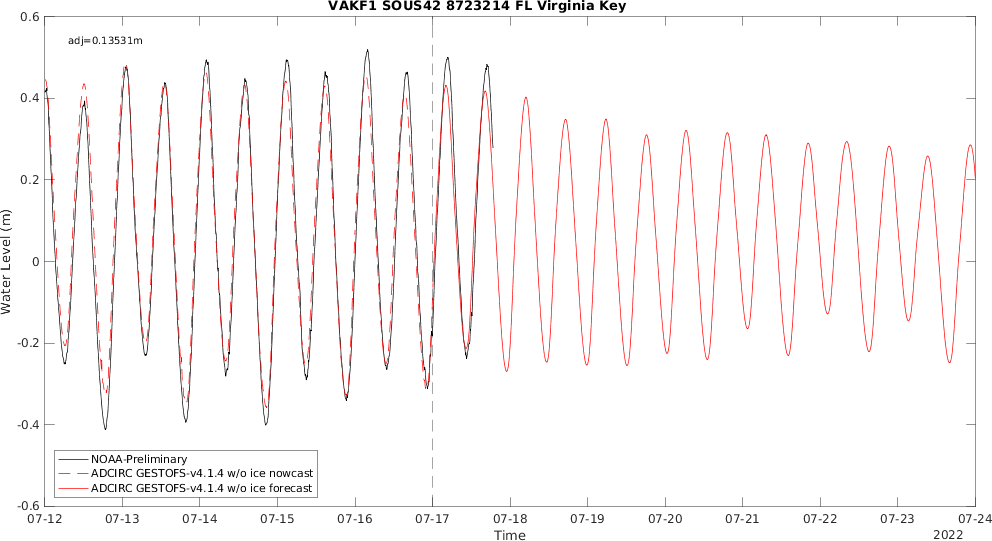 VAKF1 SOUS42 8723214 FL Virginia Key
adj=0.13531m
0.6
0.4
0.2
0
-0.2
-0.4
-0.6
Water Level (m)
NOAA-Preliminary
ADCIRC GESTOFS-v4.1.4 w/o ice nowcast
ADCIRC GESTOFS-v4.1.4 w/o ice forecast
07-12 07-13 07-14 07-15 07-16 07-17 07-18 07-19 07-20 07-21 07-22 07-23 07-24
Time
2022